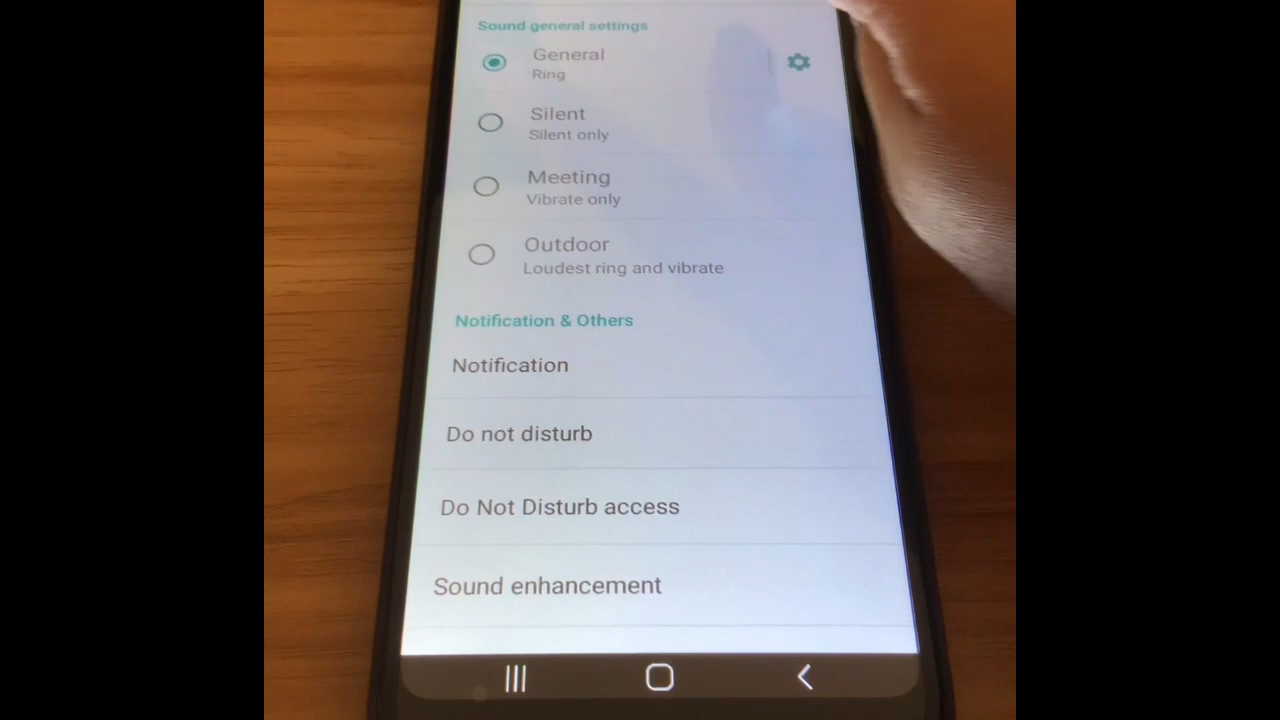 Sound general settings
General
Ring
Silent
Silent only
Meeting
Vibrate only
Outdoor
Loudest ring and vibrate
Notification & Others
Notification
Do not disturb
Do Not Disturb access
Sound enhancement